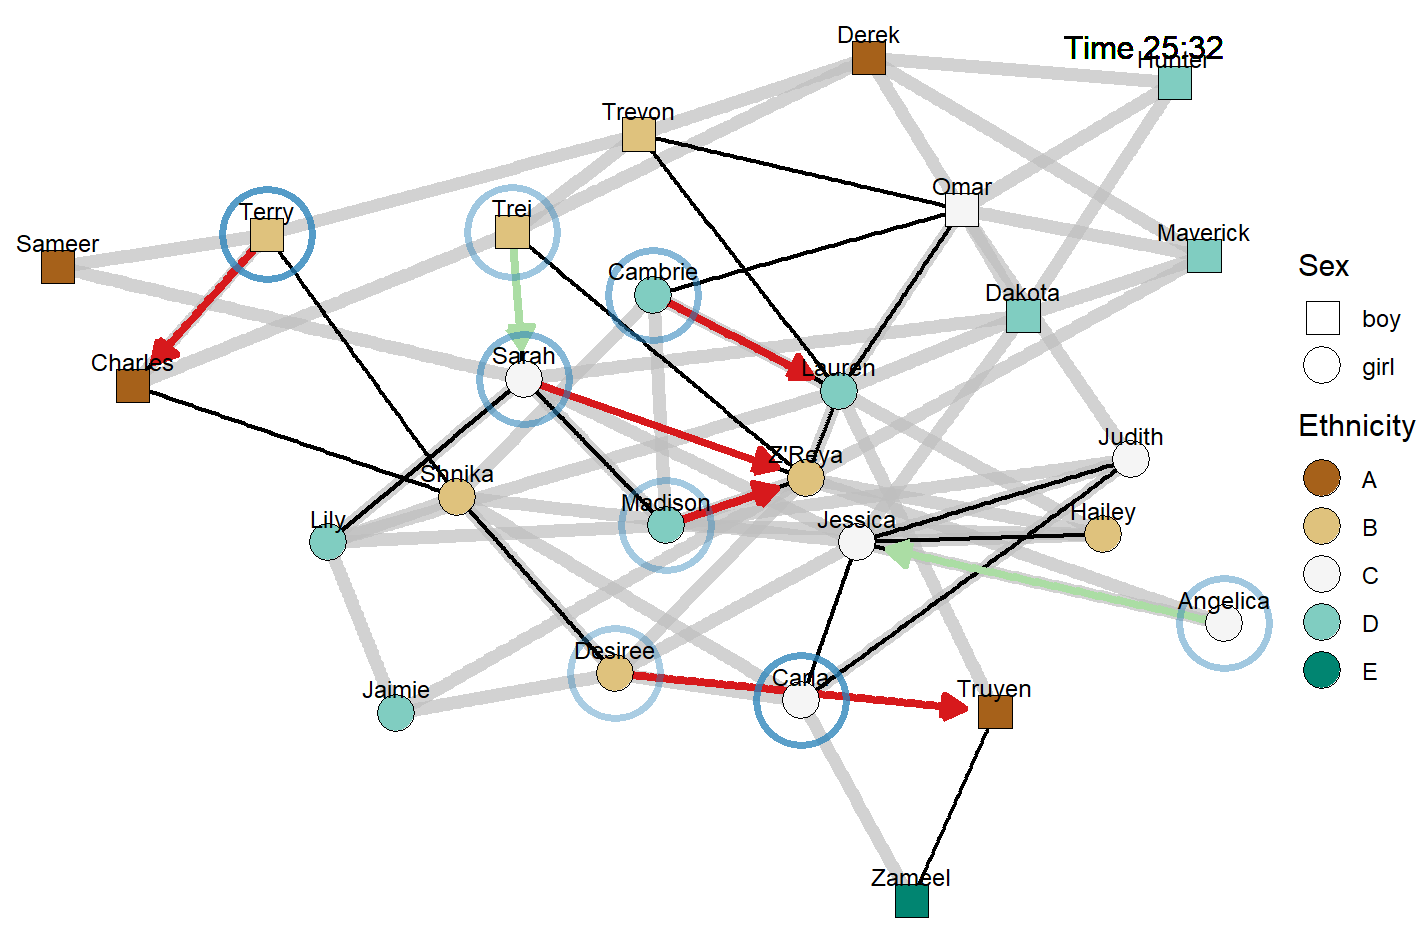 Derek
Time 25:32
Hunter
Trevon
Omar
Terry
Trei
Sameer
Maverick
Cambrie
Dakota
Charles
Sarah
Lauren
Judith
Z'Reya
Shnika
Madison
Lily
Jessica
Hailey
Angelica
Desiree
Carla
Jaimie
Truyen
Zameel
Sex
boy
girl
Ethnicity
A
B
C
D
E